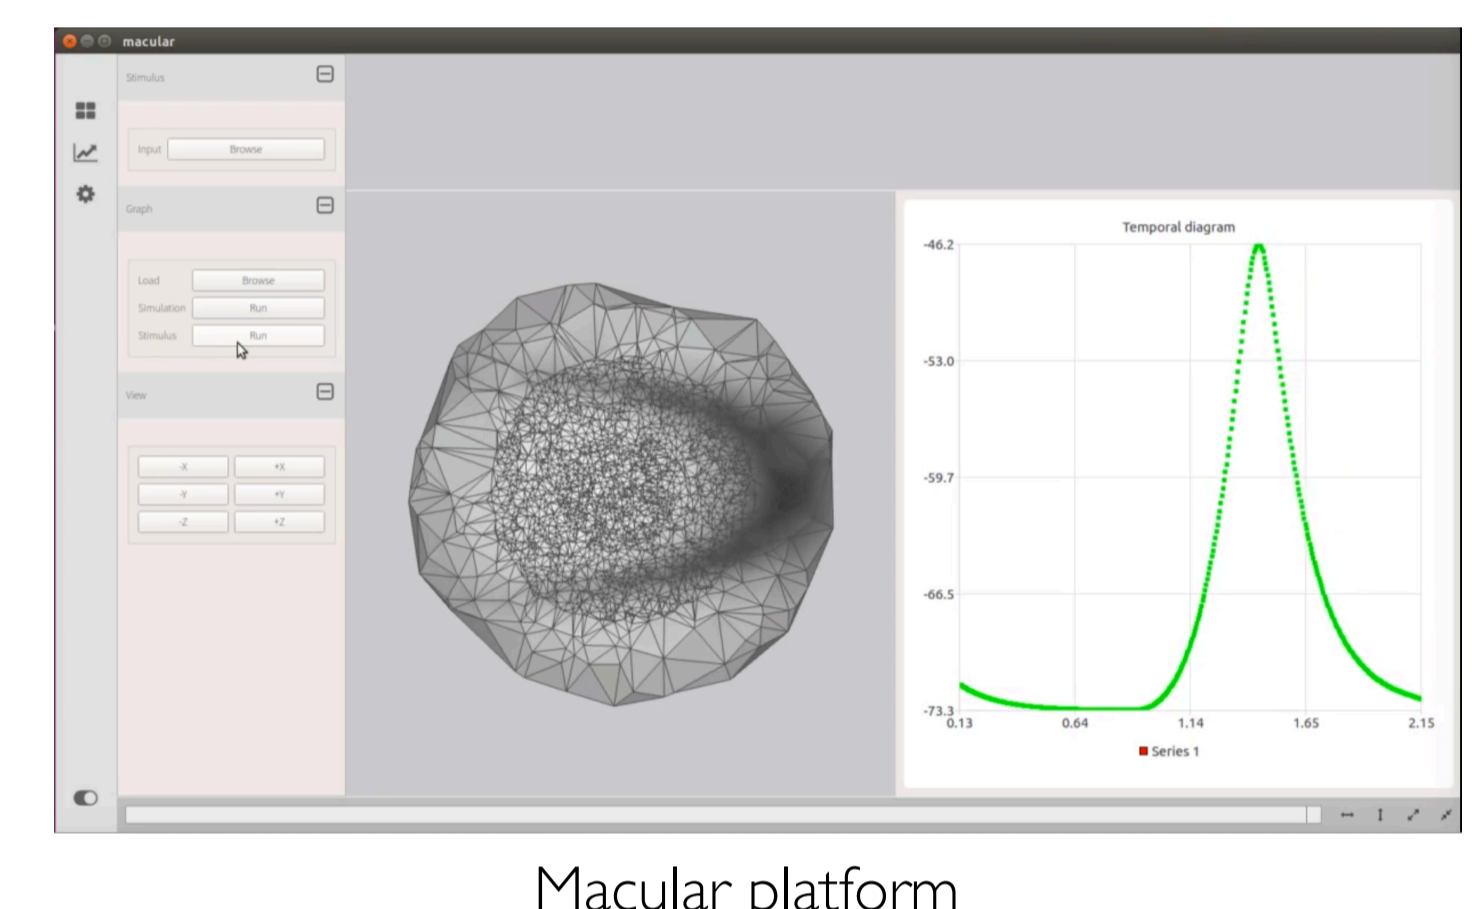 macular
Stimulus
Input Browse
Graph
Load Browse
Simulation Run
Stimulus Run
View
-X +X
-Y +Y
-Z +Z
Temporal diagram
-46.2
-53.0
-59.7
-66.5
-73.3
0.13 0.64 1.14 1.65 2.15
Series 1
Macular platform